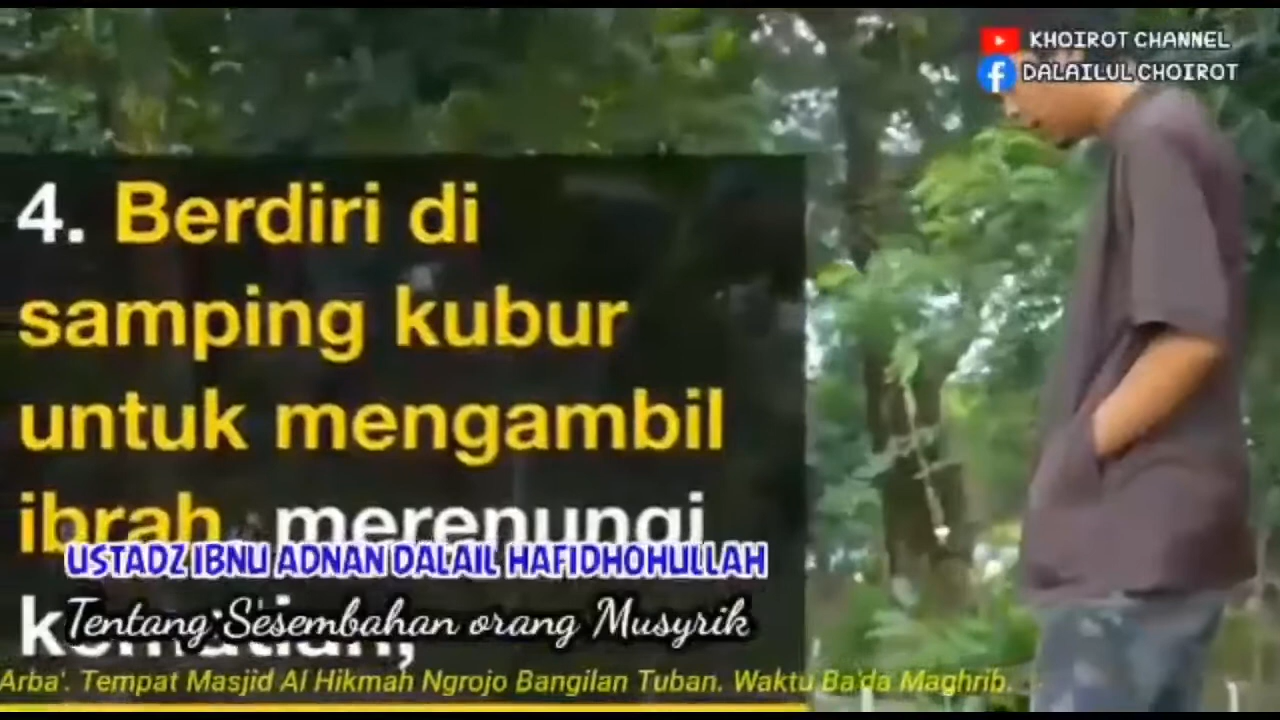 KHOIROT CHANNEL
DALAILUL CHOIROT
4. Berdiri di
samping kubur
untuk mengambil
ibrah, merenungi
kematian,
USTADZ IBNU ADNAN DALAIL HAFIDHOHULLAH
Tentang Sesembahan orang Musyrik
Arba'. Tempat Masjid Al Hikmah Ngrojo Bangilan Tuban. Waktu Ba'da Maghrib.